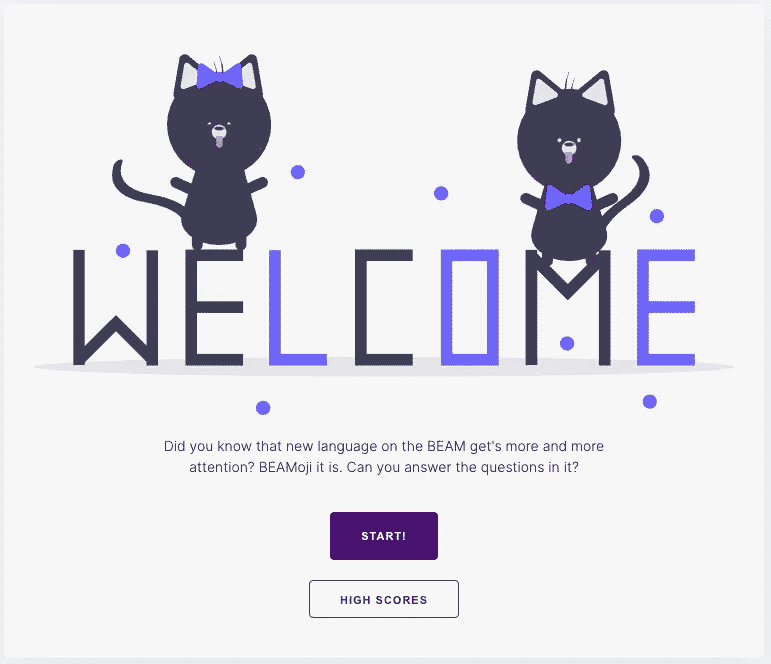 WELCOME
Did you know that new language on the BEAM get's more and more
attention? BEAMoji it is. Can you answer the questions in it?
START!
HIGH SCORES